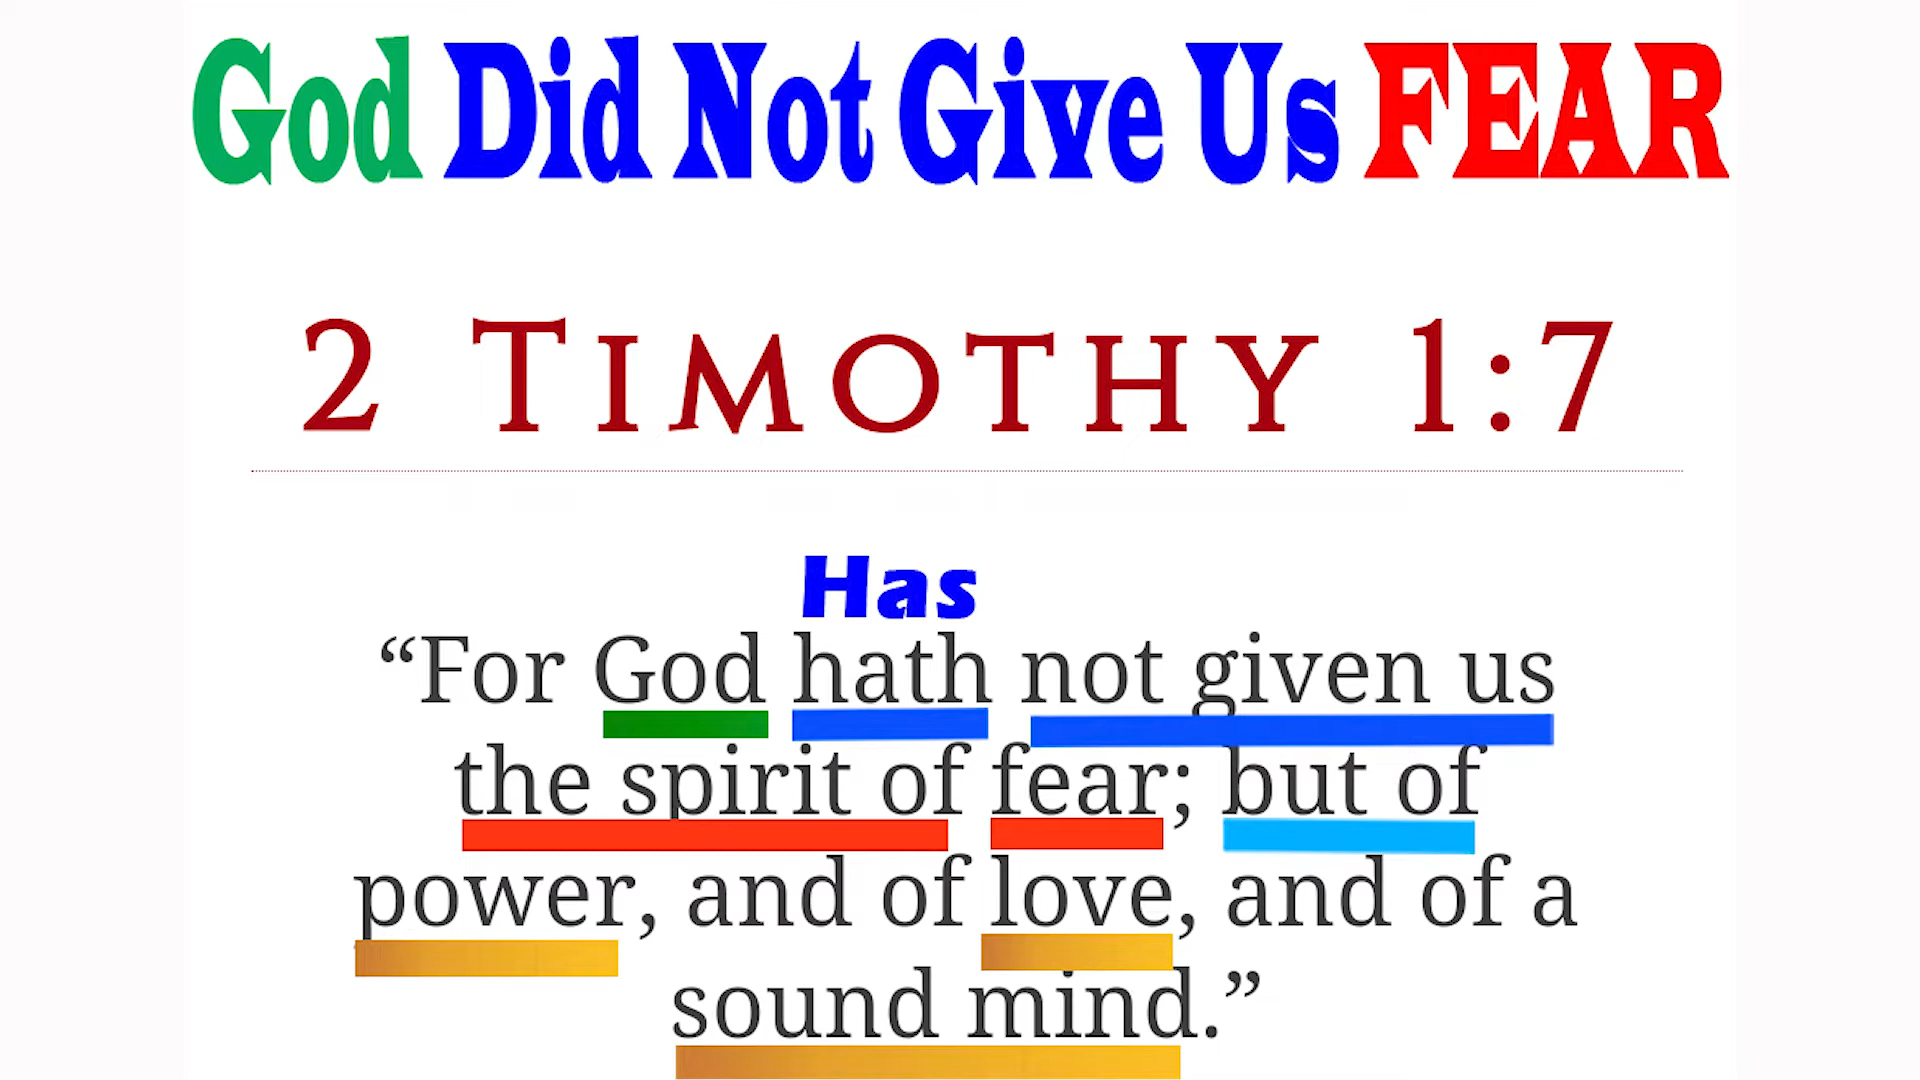 God Did Not Give Us FEAR
2 TIMOTHY 1:7
Has
“For God hath not given us
the spirit of fear; but of
power, and of love, and of a
sound mind.”